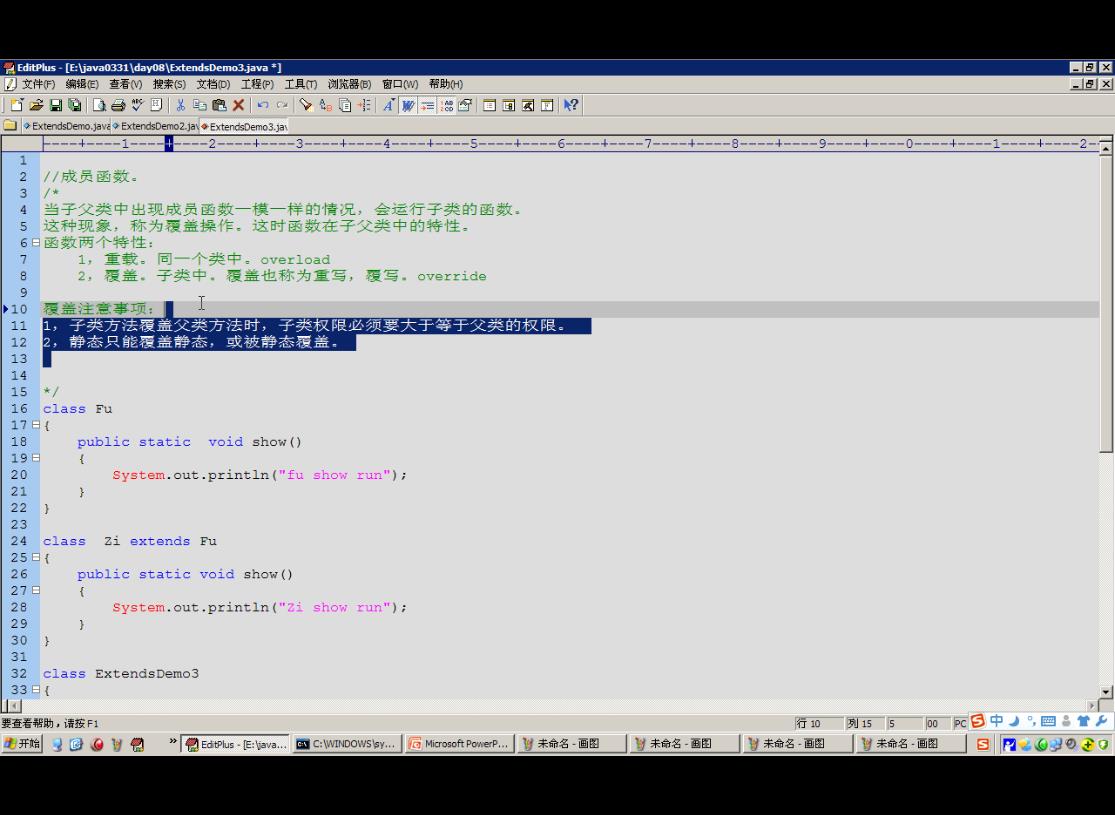 EditPlus - [E:\java0331\day08\ExtendsDemo3.java *]
文件(F) 编辑(E) 查看(V) 搜索(S) 文档(D) 工程(P) 工具(T) 浏览器(B) 窗口(W) 帮助(H)
ExtendsDemo.java ExtendsDemo2.ja ExtendsDemo3.ja
----+----1----+----2----+----3----+----4----+----5----+----6----+----7----+----8----+----9----+----0----+----1----+----2--
1
2 //成员函数。
3 /*
4 当子父类中出现成员函数一模一样的情况，会运行子类的函数。
5 这种现象，称为覆盖操作。这时函数在子父类中的特性。
6 函数两个特性：
7 1，重载。同一个类中。overload
8 2，覆盖。子类中。覆盖也称为重写，覆写。override
9
10 覆盖注意事项：
11 1，子类方法覆盖父类方法时，子类权限必须要大于等于父类的权限。
12 2，静态只能覆盖静态，或被静态覆盖。
13
14
15 */
16 class Fu
17 {
18 public static  void show()
19 {
20 System.out.println("fu show run");
21 }
22 }
23
24 class  Zi extends Fu
25 {
26 public static void show()
27 {
28 System.out.println("Zi show run");
29 }
30 }
31
32 class ExtendsDemo3
33 {
要查看帮助，请按 F1 行 10 列 15 5 00 PC 中
开始 » EditPlus - [E:\java... C:\WINDOWS\sy... Microsoft PowerP... 未命名 - 画图 未命名 - 画图 未命名 - 画图 未命名 - 画图